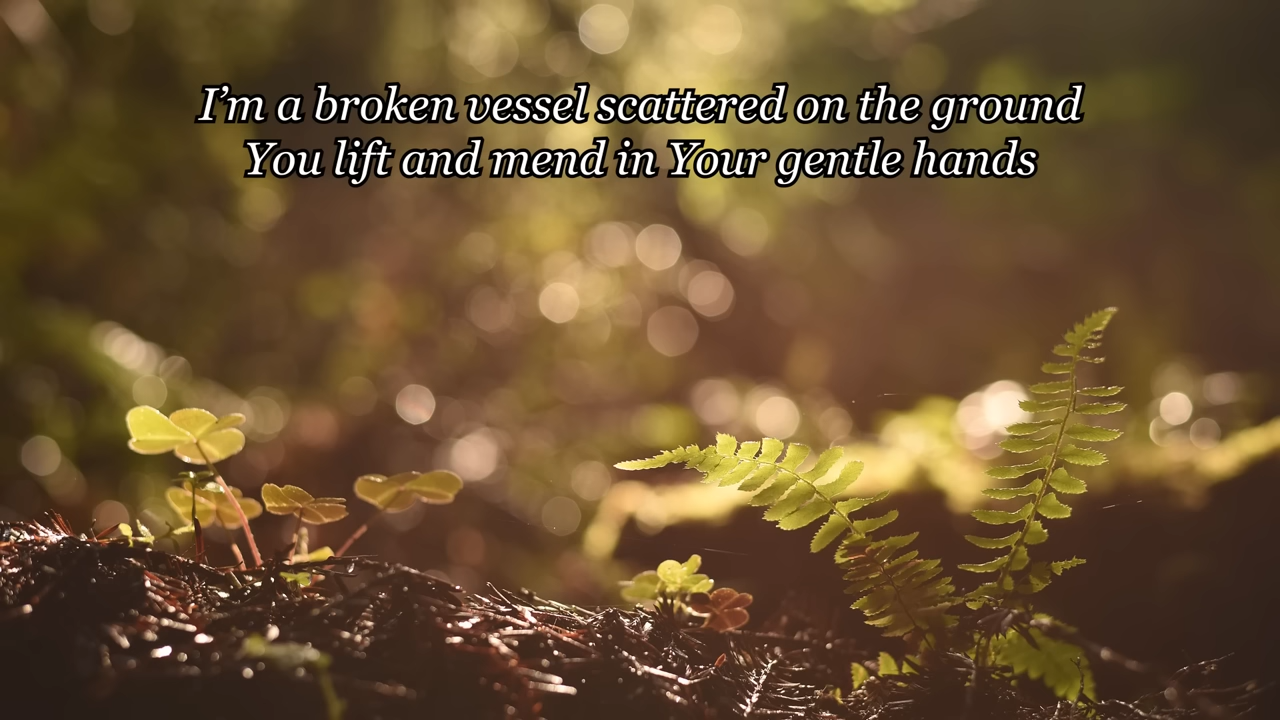 I’m a broken vessel scattered on the ground
You lift and mend in Your gentle hands